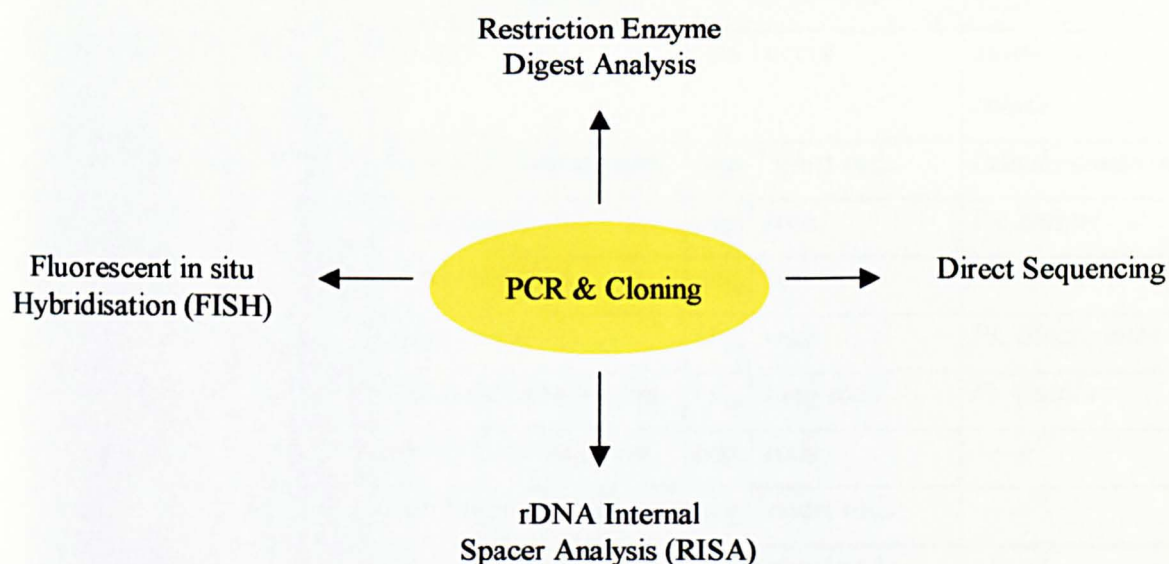 Restriction Enzyme
Digest Analysis
Fluorescent in situ
Hybridisation (FISH)
PCR & Cloning
Direct Sequencing
rDNA Internal
Spacer Analysis (RISA)